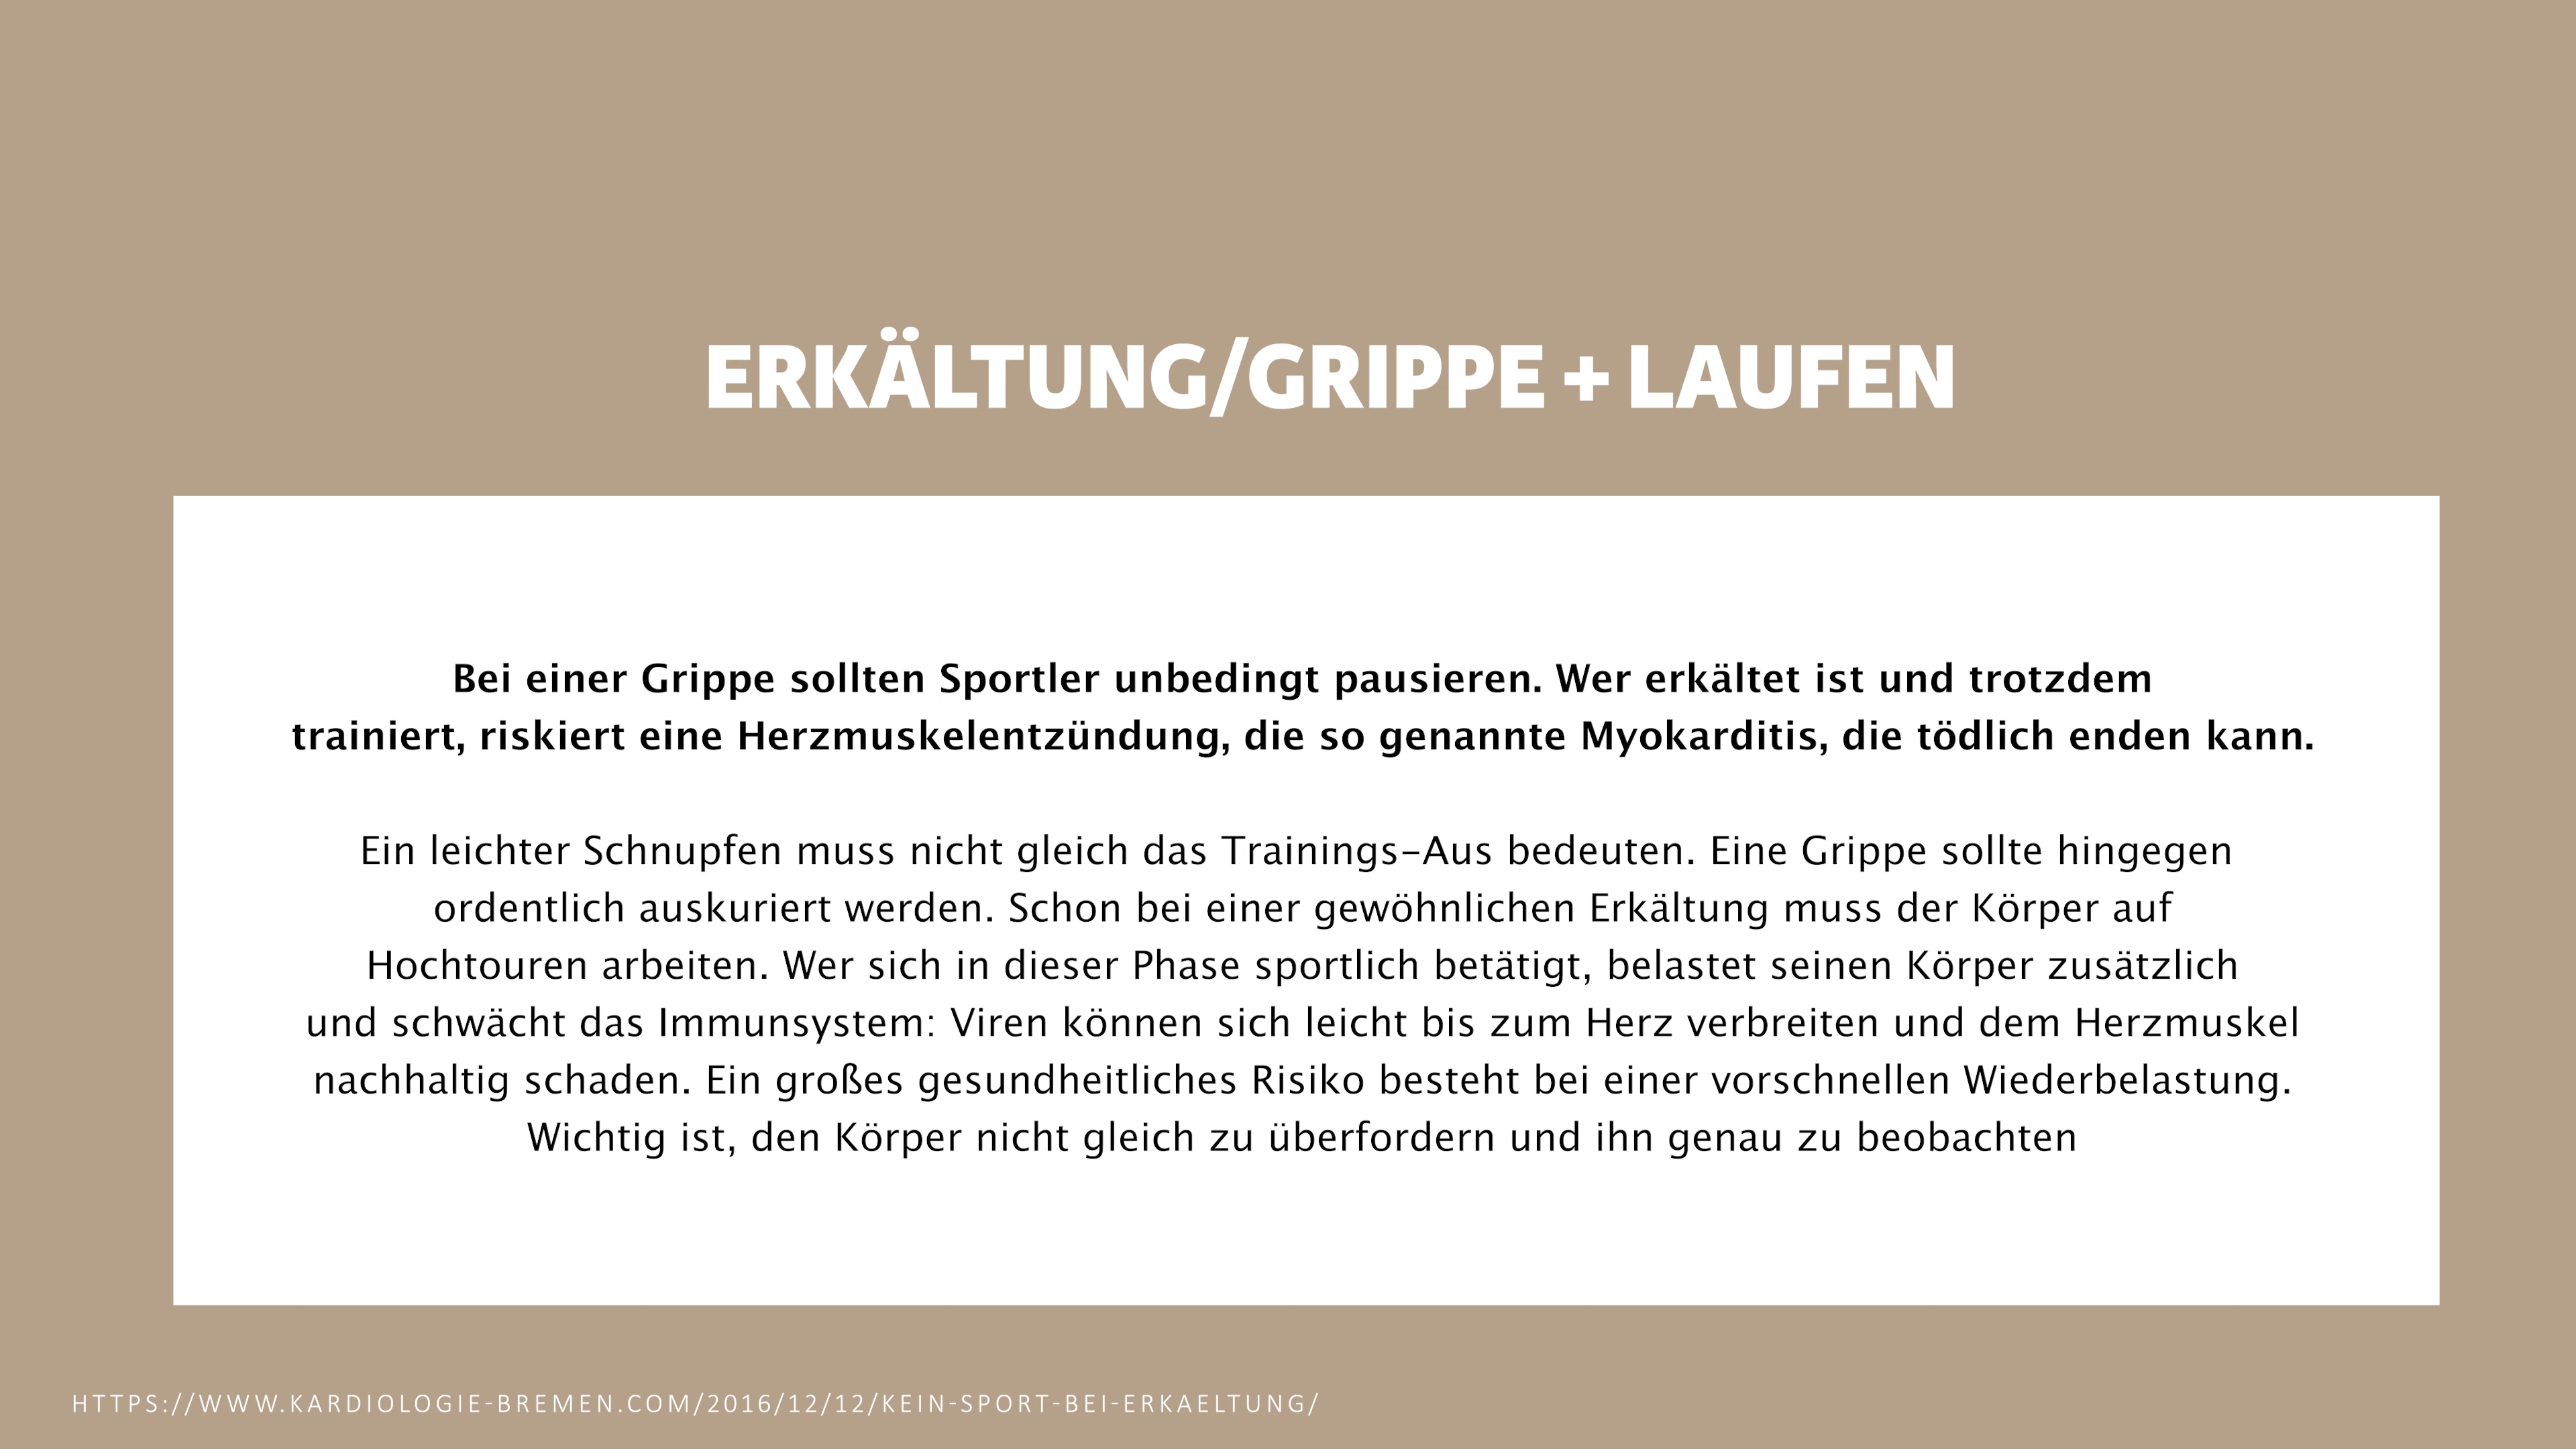 ERKÄLTUNG/GRIPPE + LAUFEN
Bei einer Grippe sollten Sportler unbedingt pausieren. Wer erkältet ist und trotzdem
trainiert, riskiert eine Herzmuskelentzündung, die so genannte Myokarditis, die tödlich enden kann.
Ein leichter Schnupfen muss nicht gleich das Trainings-Aus bedeuten. Eine Grippe sollte hingegen
ordentlich auskuriert werden. Schon bei einer gewöhnlichen Erkältung muss der Körper auf
Hochtouren arbeiten. Wer sich in dieser Phase sportlich betätigt, belastet seinen Körper zusätzlich
und schwächt das Immunsystem: Viren können sich leicht bis zum Herz verbreiten und dem Herzmuskel
nachhaltig schaden. Ein großes gesundheitliches Risiko besteht bei einer vorschnellen Wiederbelastung.
Wichtig ist, den Körper nicht gleich zu überfordern und ihn genau zu beobachten
HTTPS://WWW.KARDIOLOGIE-BREMEN.COM/2016/12/12/KEIN-SPORT-BEI-ERKAELTUNG/